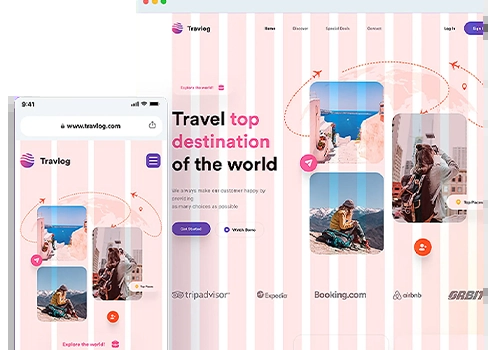 Travlog
Home Discover Special Deals Contact Log In Sign
Explore the world!
Travel top
destination
of the world
We always make our customer happy by
providing
as many choices as possible
Get Started Watch Demo
Top Places
tripadvisor Expedia Booking.com airbnb ORBIT
9:41
www.travlog.com
Travlog
Top Places
Explore the world!